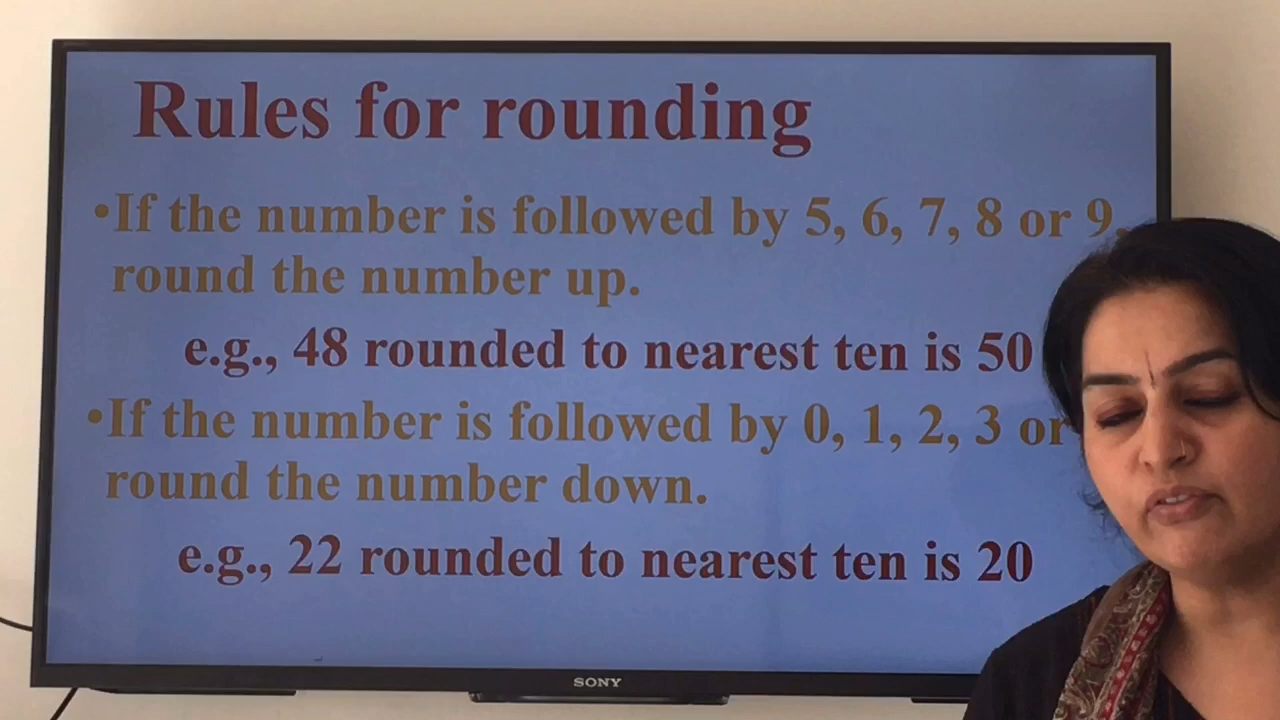 Rules for rounding
•If the number is followed by 5, 6, 7, 8 or 9,
round the number up.
e.g., 48 rounded to nearest ten is 50
•If the number is followed by 0, 1, 2, 3 or
round the number down.
e.g., 22 rounded to nearest ten is 20
SONY